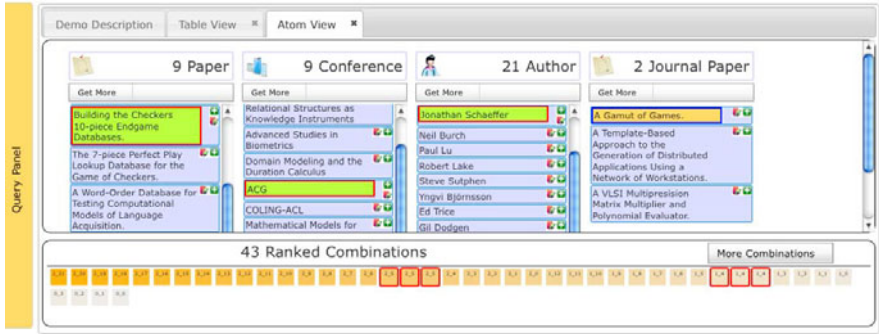 Demo Description
Table View
Atom View
Query Panel
9 Paper
9 Conference
21 Author
2 Journal Paper
Get More
Get More
Get More
Get More
Building the Checkers
10-piece Endgame
Databases.
The 7-piece Perfect Play
Lookup Database for the
Game of Checkers.
A Word-Order Database for
Testing Computational
Models of Language
Acquisition.
Relational Structures as
Knowledge Instruments
Advanced Studies in
Biometrics
Domain Modeling and the
Duration Calculus
ACG
COLING-ACL
Mathematical Models for
Jonathan Schaeffer
Neil Burch
Paul Lu
Robert Lake
Steve Sutphen
Yngvi Björnsson
Ed Trice
Gil Dodgen
A Gamut of Games.
A Template-Based
Approach to the
Generation of Distributed
Applications Using a
Network of Workstations.
A VLSI Multipresision
Matrix Multiplier and
Polynomial Evaluator.
43 Ranked Combinations
More Combinations